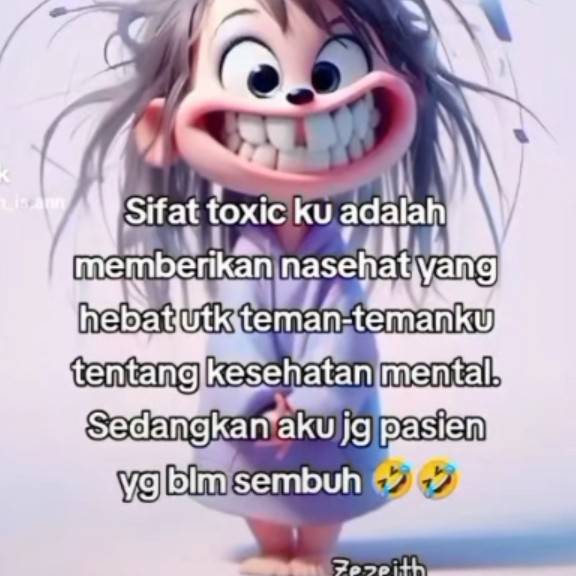 Sifat toxic ku adalah
memberikan nasehat yang
hebat utk teman-temanku
tentang kesehatan mental.
Sedangkan aku jg pasien
yg blm sembuh 🤣🤣
Zezeith